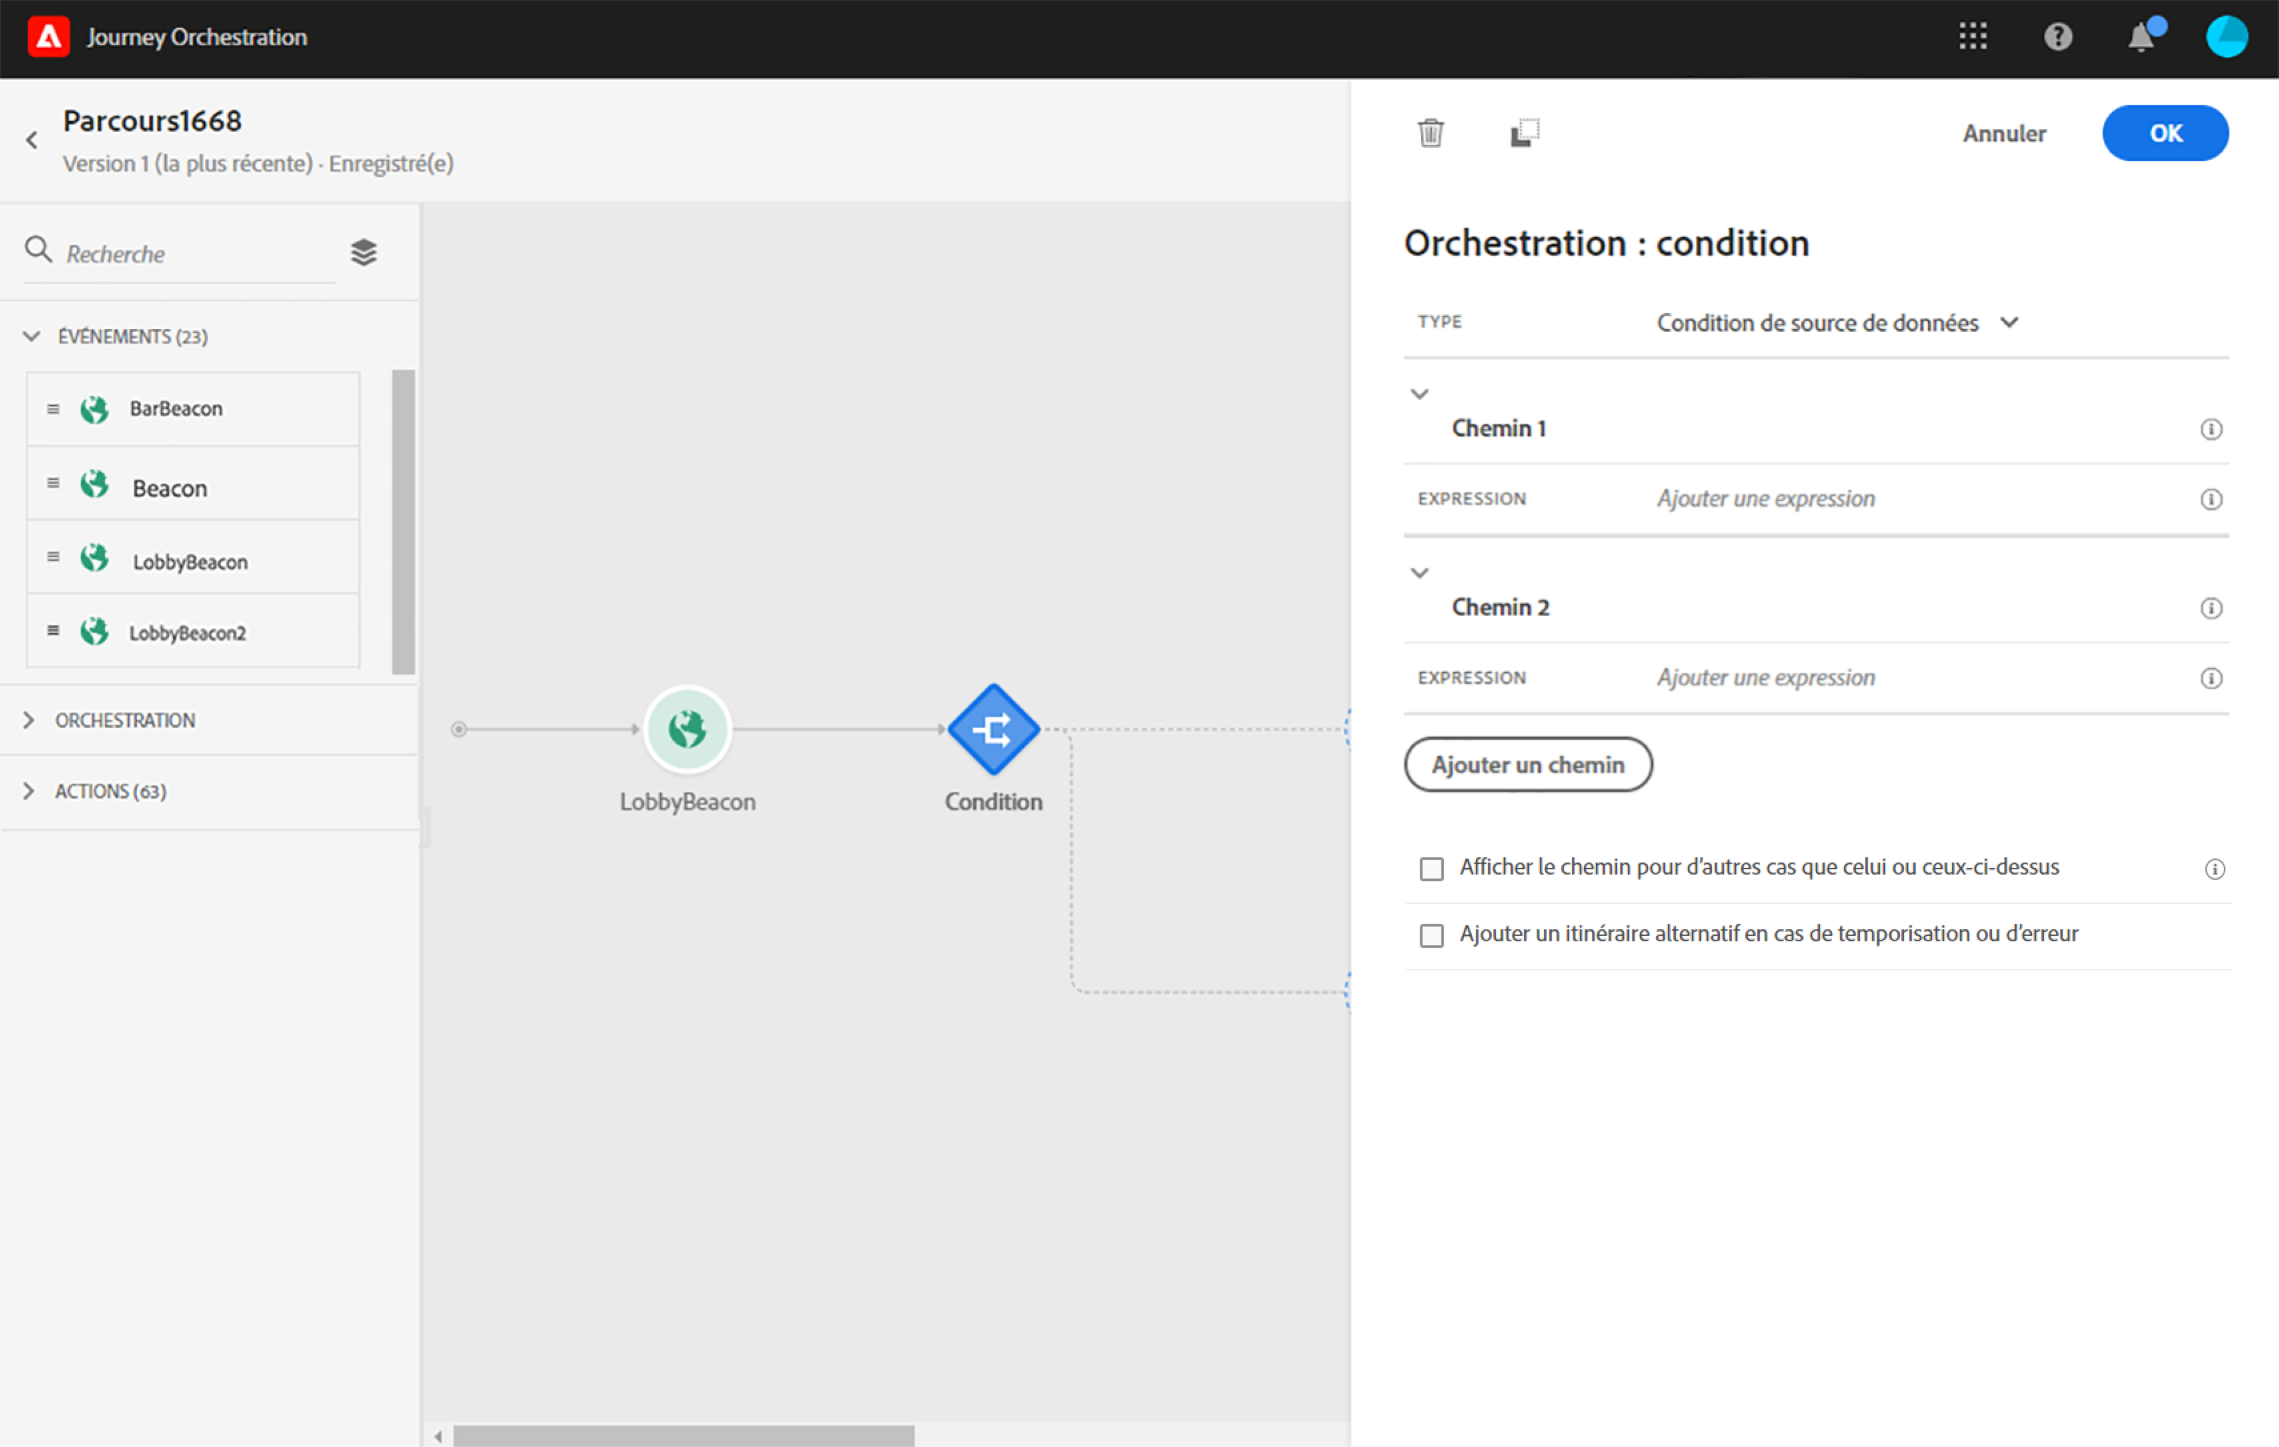 Journey Orchestration
Parcours1668
Version 1 (la plus récente) · Enregistré(e)
Recherche
ÉVÉNEMENTS (23)
BarBeacon
Beacon
LobbyBeacon
LobbyBeacon2
ORCHESTRATION
ACTIONS (63)
LobbyBeacon
Condition
Annuler
OK
Orchestration : condition
TYPE Condition de source de données
Chemin 1
EXPRESSION Ajouter une expression
Chemin 2
EXPRESSION Ajouter une expression
Ajouter un chemin
Afficher le chemin pour d’autres cas que celui ou ceux-ci-dessus
Ajouter un itinéraire alternatif en cas de temporisation ou d’erreur